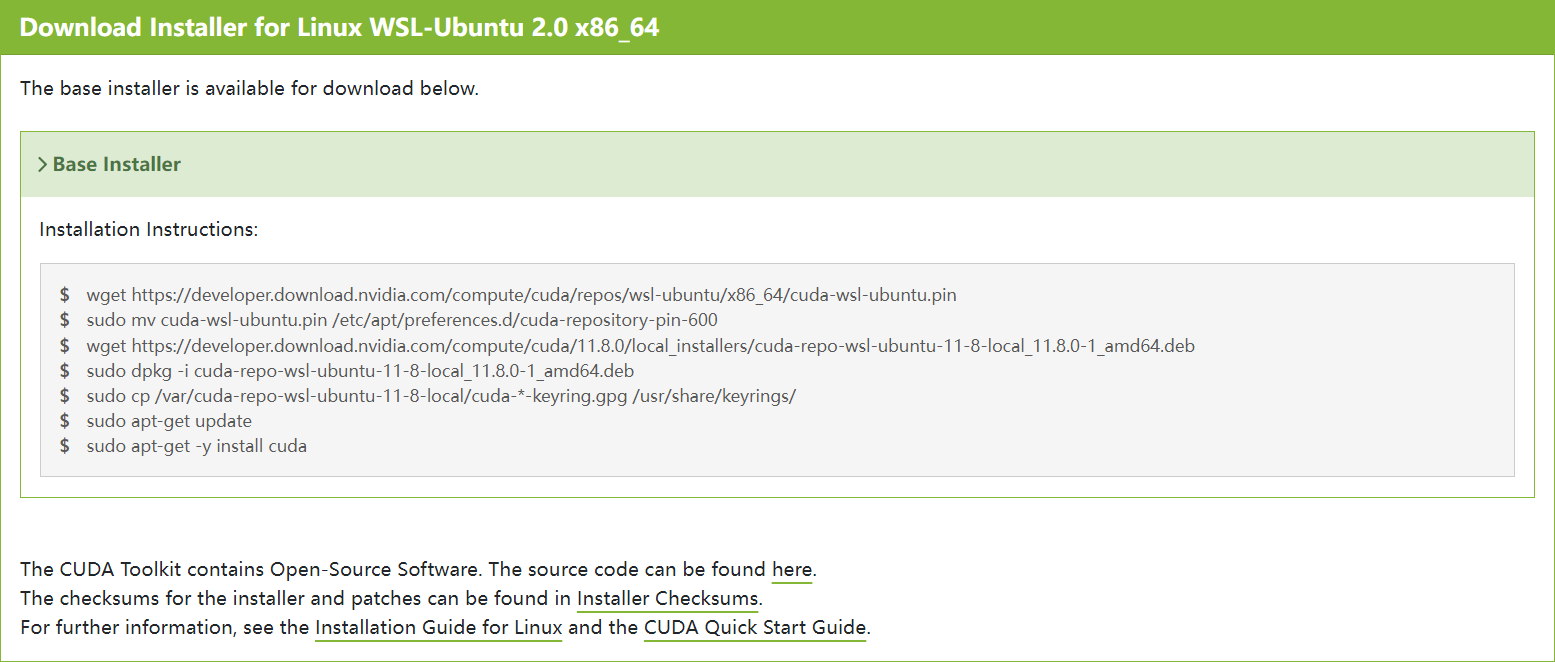 Download Installer for Linux WSL-Ubuntu 2.0 x86_64
The base installer is available for download below.
Base Installer
Installation Instructions:
$ wget https://developer.download.nvidia.com/compute/cuda/repos/wsl-ubuntu/x86_64/cuda-wsl-ubuntu.pin
$ sudo mv cuda-wsl-ubuntu.pin /etc/apt/preferences.d/cuda-repository-pin-600
$ wget https://developer.download.nvidia.com/compute/cuda/11.8.0/local_installers/cuda-repo-wsl-ubuntu-11-8-local_11.8.0-1_amd64.deb
$ sudo dpkg -i cuda-repo-wsl-ubuntu-11-8-local_11.8.0-1_amd64.deb
$ sudo cp /var/cuda-repo-wsl-ubuntu-11-8-local/cuda-*-keyring.gpg /usr/share/keyrings/
$ sudo apt-get update
$ sudo apt-get -y install cuda
The CUDA Toolkit contains Open-Source Software. The source code can be found here.
The checksums for the installer and patches can be found in Installer Checksums.
For further information, see the Installation Guide for Linux and the CUDA Quick Start Guide.